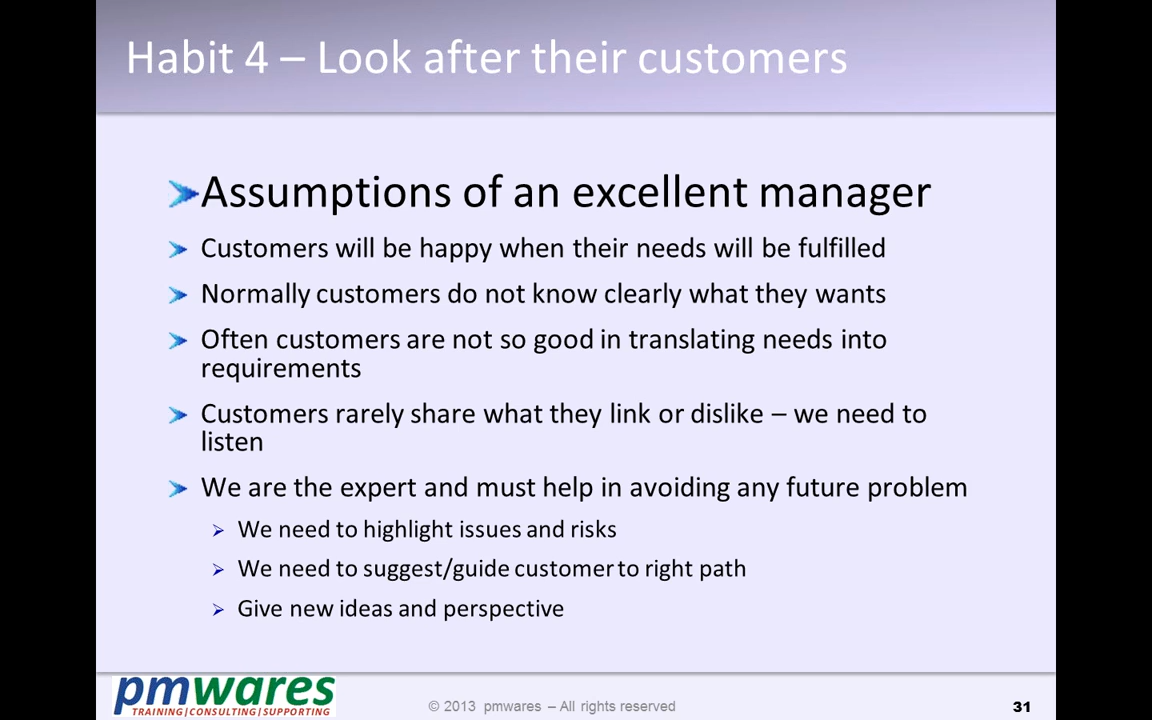 Habit 4 – Look after their customers
Assumptions of an excellent manager
Customers will be happy when their needs will be fulfilled
Normally customers do not know clearly what they wants
Often customers are not so good in translating needs into
requirements
Customers rarely share what they link or dislike – we need to
listen
We are the expert and must help in avoiding any future problem
We need to highlight issues and risks
We need to suggest/guide customer to right path
Give new ideas and perspective
pmwares
TRAINING|CONSULTING|SUPPORTING
© 2013 pmwares – All rights reserved
31